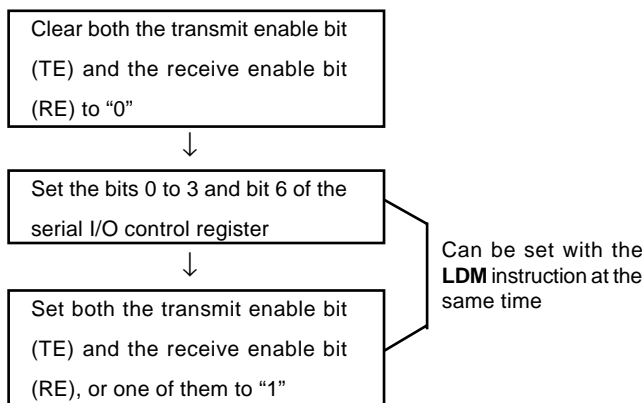 Clear both the transmit enable bit
(TE) and the receive enable bit
(RE) to “0”
↓
Set the bits 0 to 3 and bit 6 of the
serial I/O control register
↓
Set both the transmit enable bit
(TE) and the receive enable bit
(RE), or one of them to “1”
Can be set with the
LDM instruction at the
same time